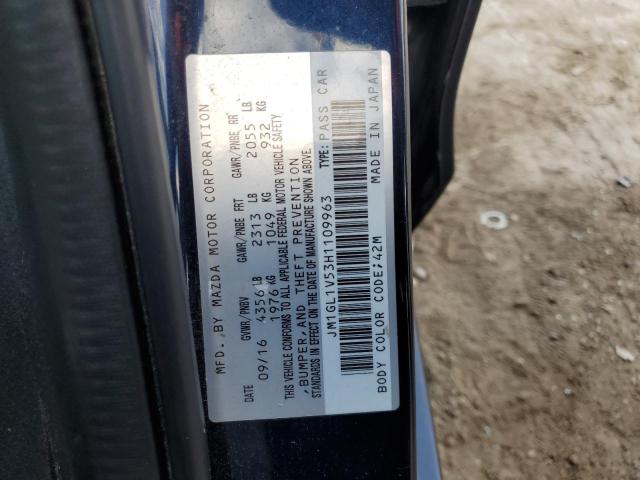 MFD. BY MAZDA MOTOR CORPORATION
DATE GVWR/PNBV GAWR/PNBE FRT GAWR/PNBE RR
09/16 4356 LB 2313 LB 2055 LB
1976 KG 1049 KG 932 KG
THIS VEHICLE CONFORMS TO ALL APPLICABLE FEDERAL MOTOR VEHICLE SAFETY
, BUMPER, AND THEFT PREVENTION
STANDARDS IN EFFECT ON THE DATE OF MANUFACTURE SHOWN ABOVE.
JM1GL1V53H1109963 TYPE: PASS CAR
BODY COLOR CODE: 42M MADE IN JAPAN